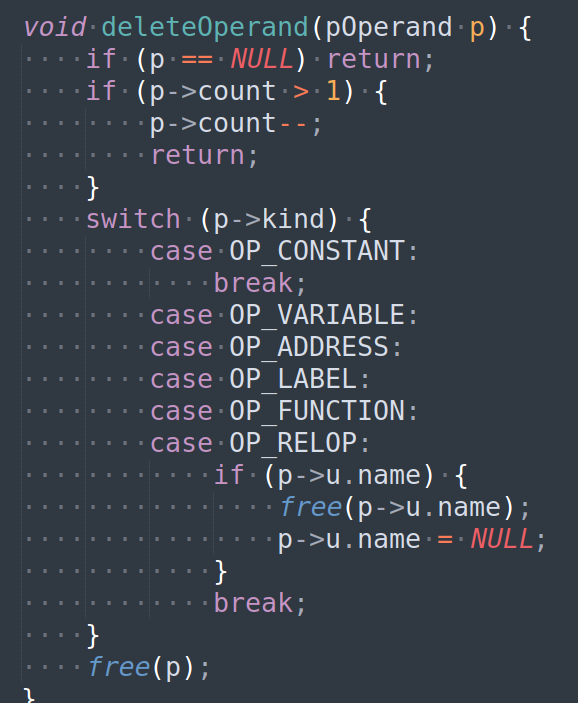 void deleteOperand(pOperand p) {
    if (p == NULL) return;
    if (p->count > 1) {
        p->count--;
        return;
    }
    switch (p->kind) {
        case OP_CONSTANT:
            break;
        case OP_VARIABLE:
        case OP_ADDRESS:
        case OP_LABEL:
        case OP_FUNCTION:
        case OP_RELOP:
            if (p->u.name) {
                free(p->u.name);
                p->u.name = NULL;
            }
            break;
    }
    free(p);
}